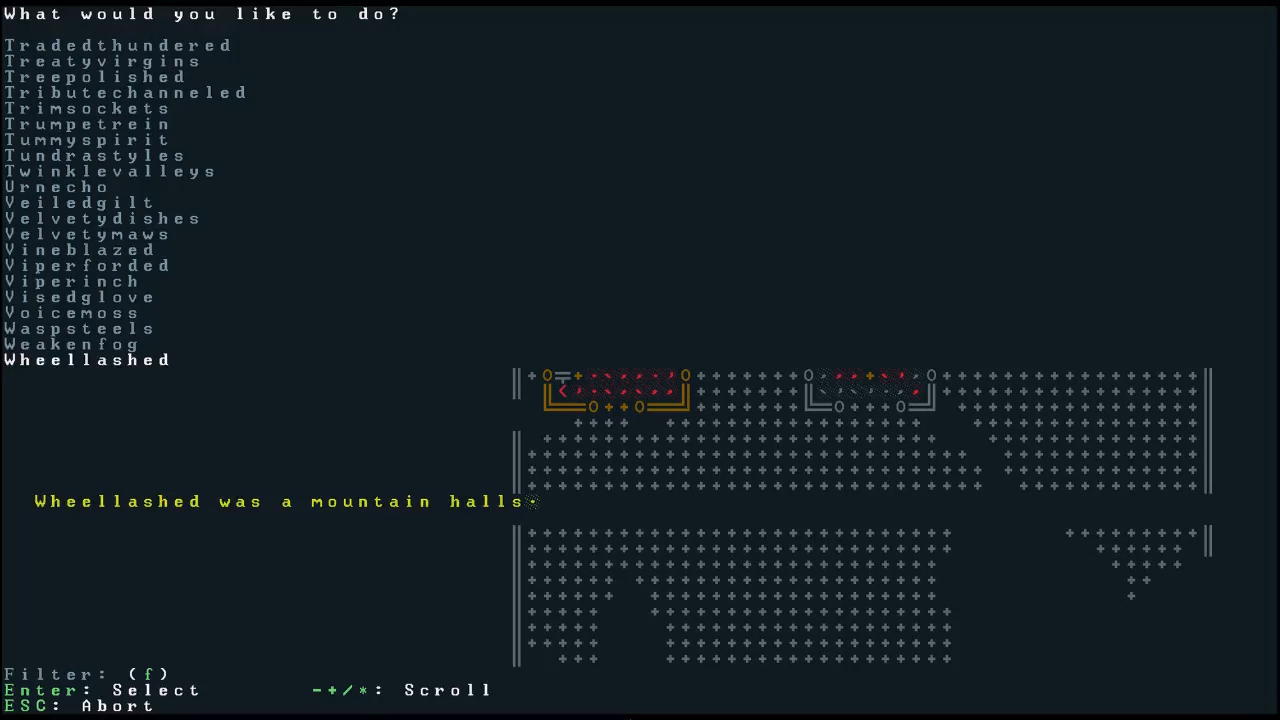 What would you like to do?
Tradedthundered
Treatyvirgins
Treepolished
Tributechanneled
Trimsockets
Trumpetrein
Tummyspirit
Tundrastyles
Twinklevalleys
Urnecho
Veiledgilt
Velvetydishes
Velvetymaws
Vineblazed
Viperforded
Viperinch
Visedglove
Voicemoss
Waspsteels
Weakenfog
Wheellashed
Wheellashed was a mountain halls.
Filter: (f)
Enter: Select -+/*: Scroll
ESC: Abort